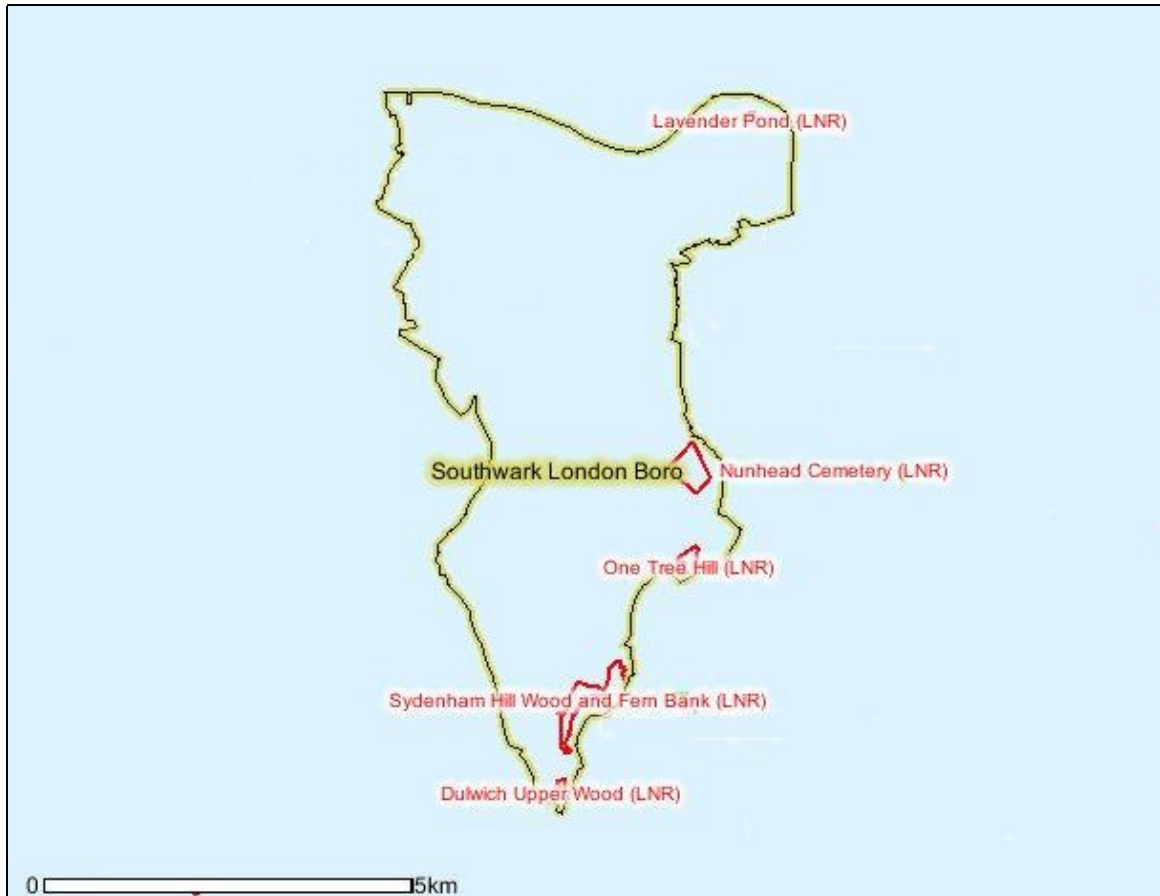 Lavender Pond (LNR)
Southwark London Boro
Nunhead Cemetery (LNR)
One Tree Hill (LNR)
Sydenham Hill Wood and Fern Bank (LNR)
Dulwich Upper Wood (LNR)
0 5km